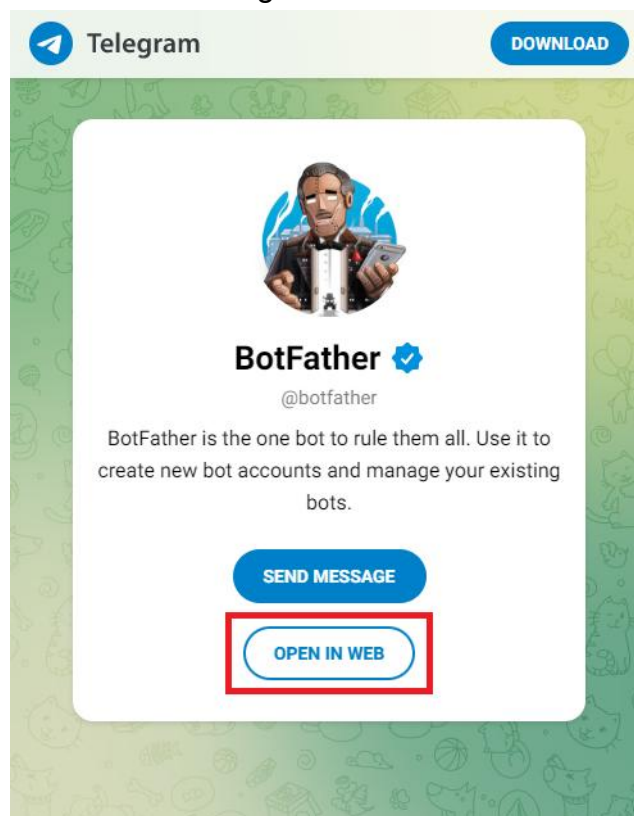 Telegram
DOWNLOAD
BotFather
@botfather
BotFather is the one bot to rule them all. Use it to
create new bot accounts and manage your existing
bots.
SEND MESSAGE
OPEN IN WEB